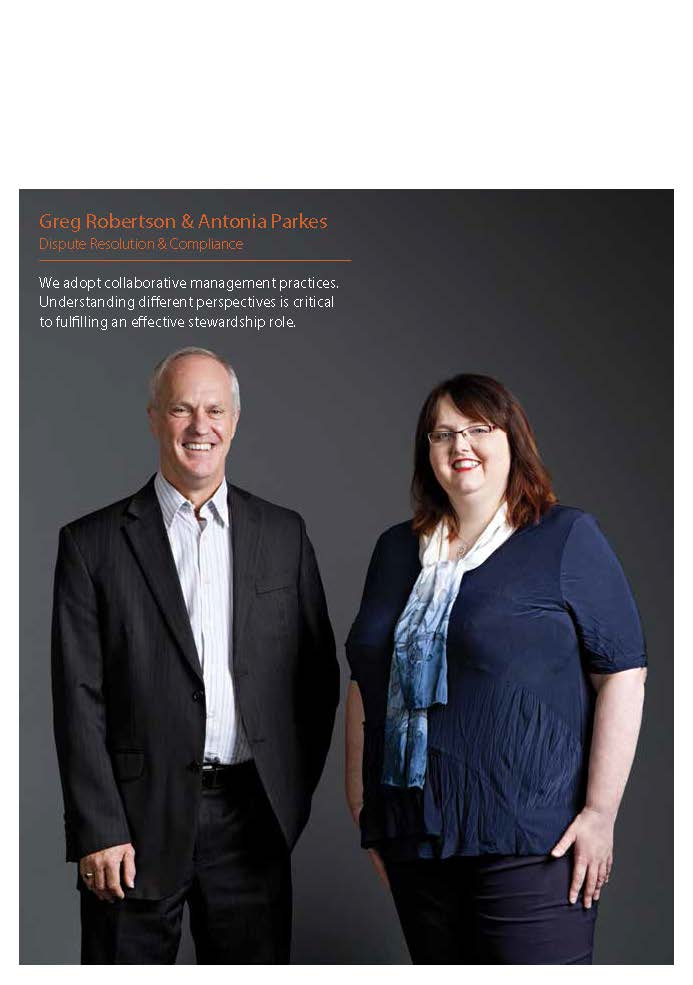 Greg Robertson & Antonia Parkes
Dispute Resolution & Compliance
We adopt collaborative management practices.
Understanding different perspectives is critical
to fulfilling an effective stewardship role.